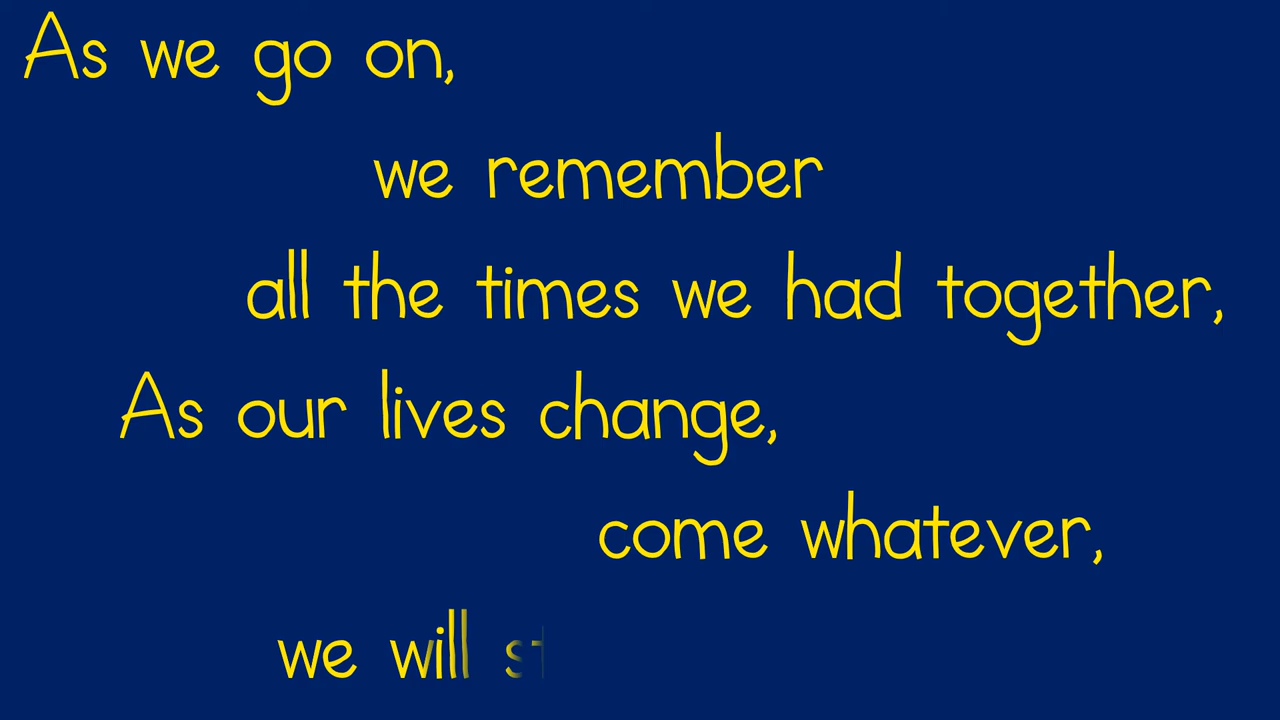 As we go on,
we remember
all the times we had together,
As our lives change,
come whatever,
we will